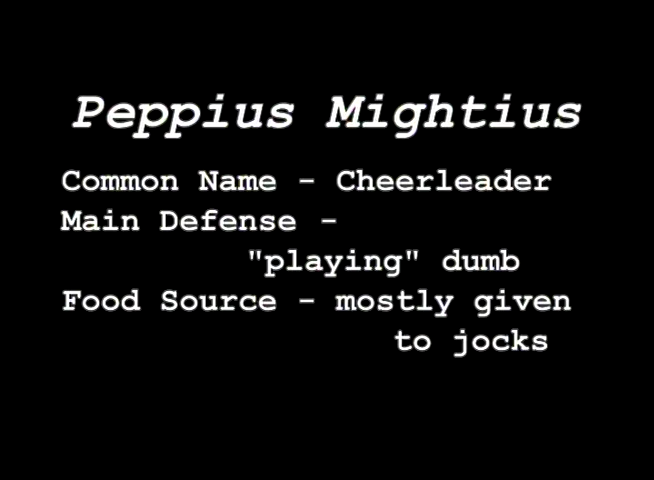 Peppius Mightius
Common Name - Cheerleader
Main Defense -
"playing" dumb
Food Source - mostly given
to jocks